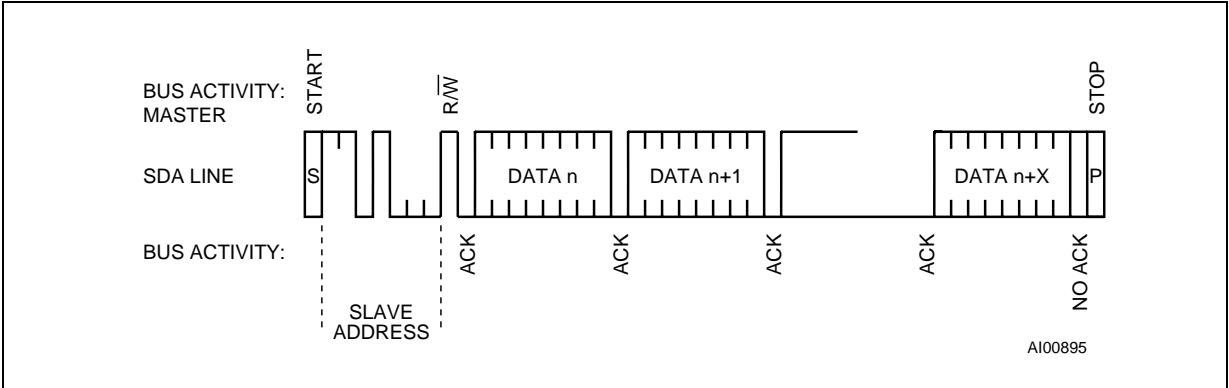 BUS ACTIVITY:
MASTER
START
R/W
STOP
SDA LINE
S
DATA n
DATA n+1
DATA n+X
P
BUS ACTIVITY:
ACK
ACK
ACK
ACK
NO ACK
SLAVE
ADDRESS
AI00895